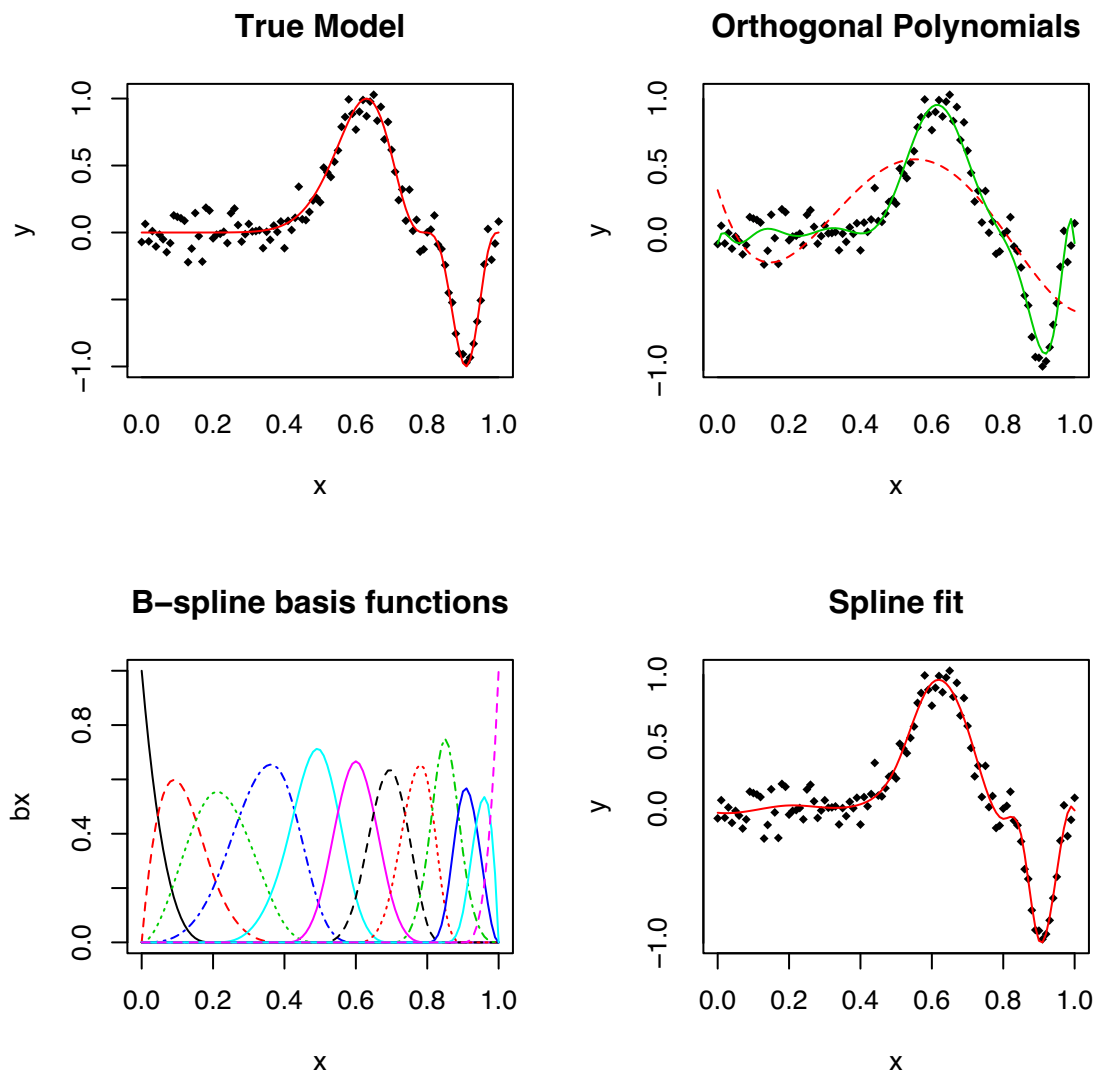 True Model
y
1.0
0.5
0.0
−1.0
0.0 0.2 0.4 0.6 0.8 1.0
x
Orthogonal Polynomials
y
1.0
0.5
0.0
−1.0
0.0 0.2 0.4 0.6 0.8 1.0
x
B−spline basis functions
bx
0.8
0.4
0.0
0.0 0.2 0.4 0.6 0.8 1.0
x
Spline fit
y
1.0
0.5
0.0
−1.0
0.0 0.2 0.4 0.6 0.8 1.0
x